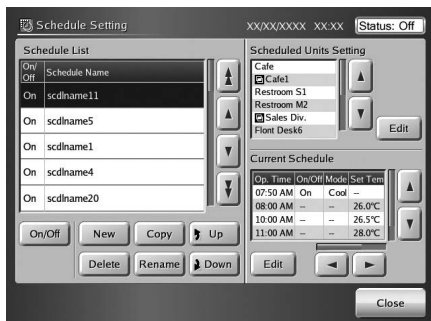 Schedule Setting
XX/XX/XXXX XX:XX
Status: Off
Schedule List
On/Off Schedule Name
On scdlname11
On scdlname5
On scdlname1
On scdlname4
On scdlname20
On/Off New Copy Up
Delete Rename Down
Scheduled Units Setting
Cafe
Cafe1
Restroom S1
Restroom M2
Sales Div.
Flont Desk6
Edit
Current Schedule
Op. Time On/Off Mode Set Tem
07:50 AM On Cool --
08:00 AM -- -- 26.0°C
10:00 AM -- -- 26.5°C
11:00 AM -- -- 28.0°C
Edit
Close